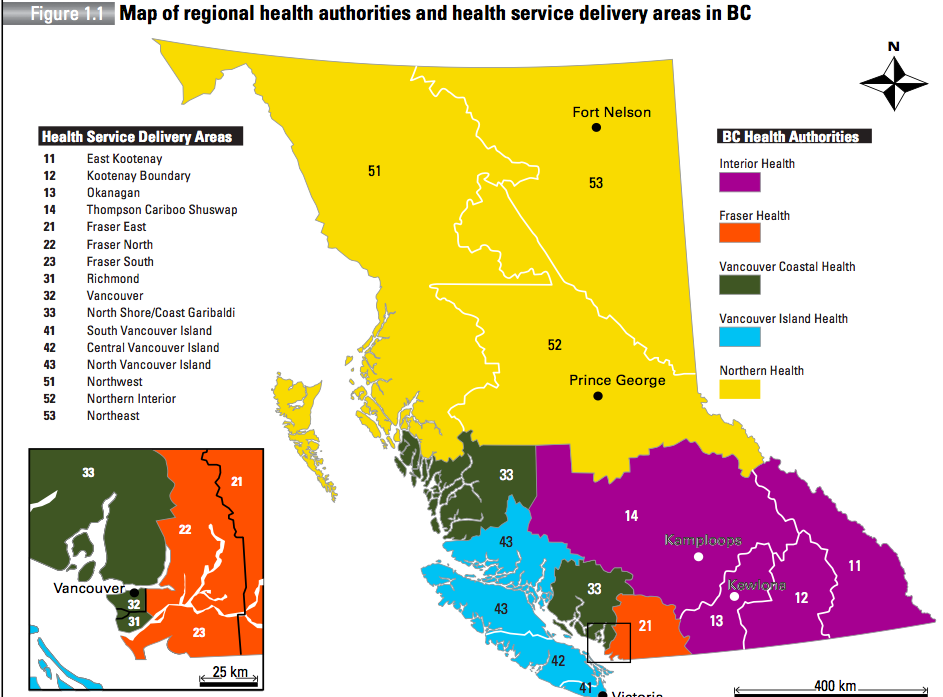 Figure 1.1 Map of regional health authorities and health service delivery areas in BC
N
Fort Nelson
Health Service Delivery Areas
11 East Kootenay
12 Kootenay Boundary
13 Okanagan
14 Thompson Cariboo Shuswap
21 Fraser East
22 Fraser North
23 Fraser South
31 Richmond
32 Vancouver
33 North Shore/Coast Garibaldi
41 South Vancouver Island
42 Central Vancouver Island
43 North Vancouver Island
51 Northwest
52 Northern Interior
53 Northeast
BC Health Authorities
Interior Health
Fraser Health
Vancouver Coastal Health
Vancouver Island Health
Northern Health
51
53
52
Prince George
33
14
Kamploops
43
11
33
Kewlona
12
43
13
21
42
41
Victoria
400 km
33
21
22
Vancouver
32
31
23
25 km